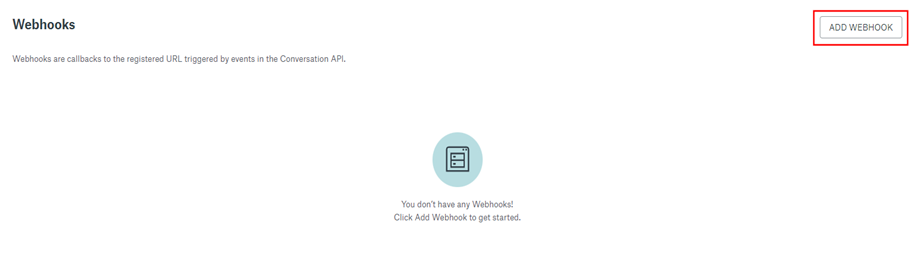 Webhooks
ADD WEBHOOK
Webhooks are callbacks to the registered URL triggered by events in the Conversation API.
You don't have any Webhooks!
Click Add Webhook to get started.